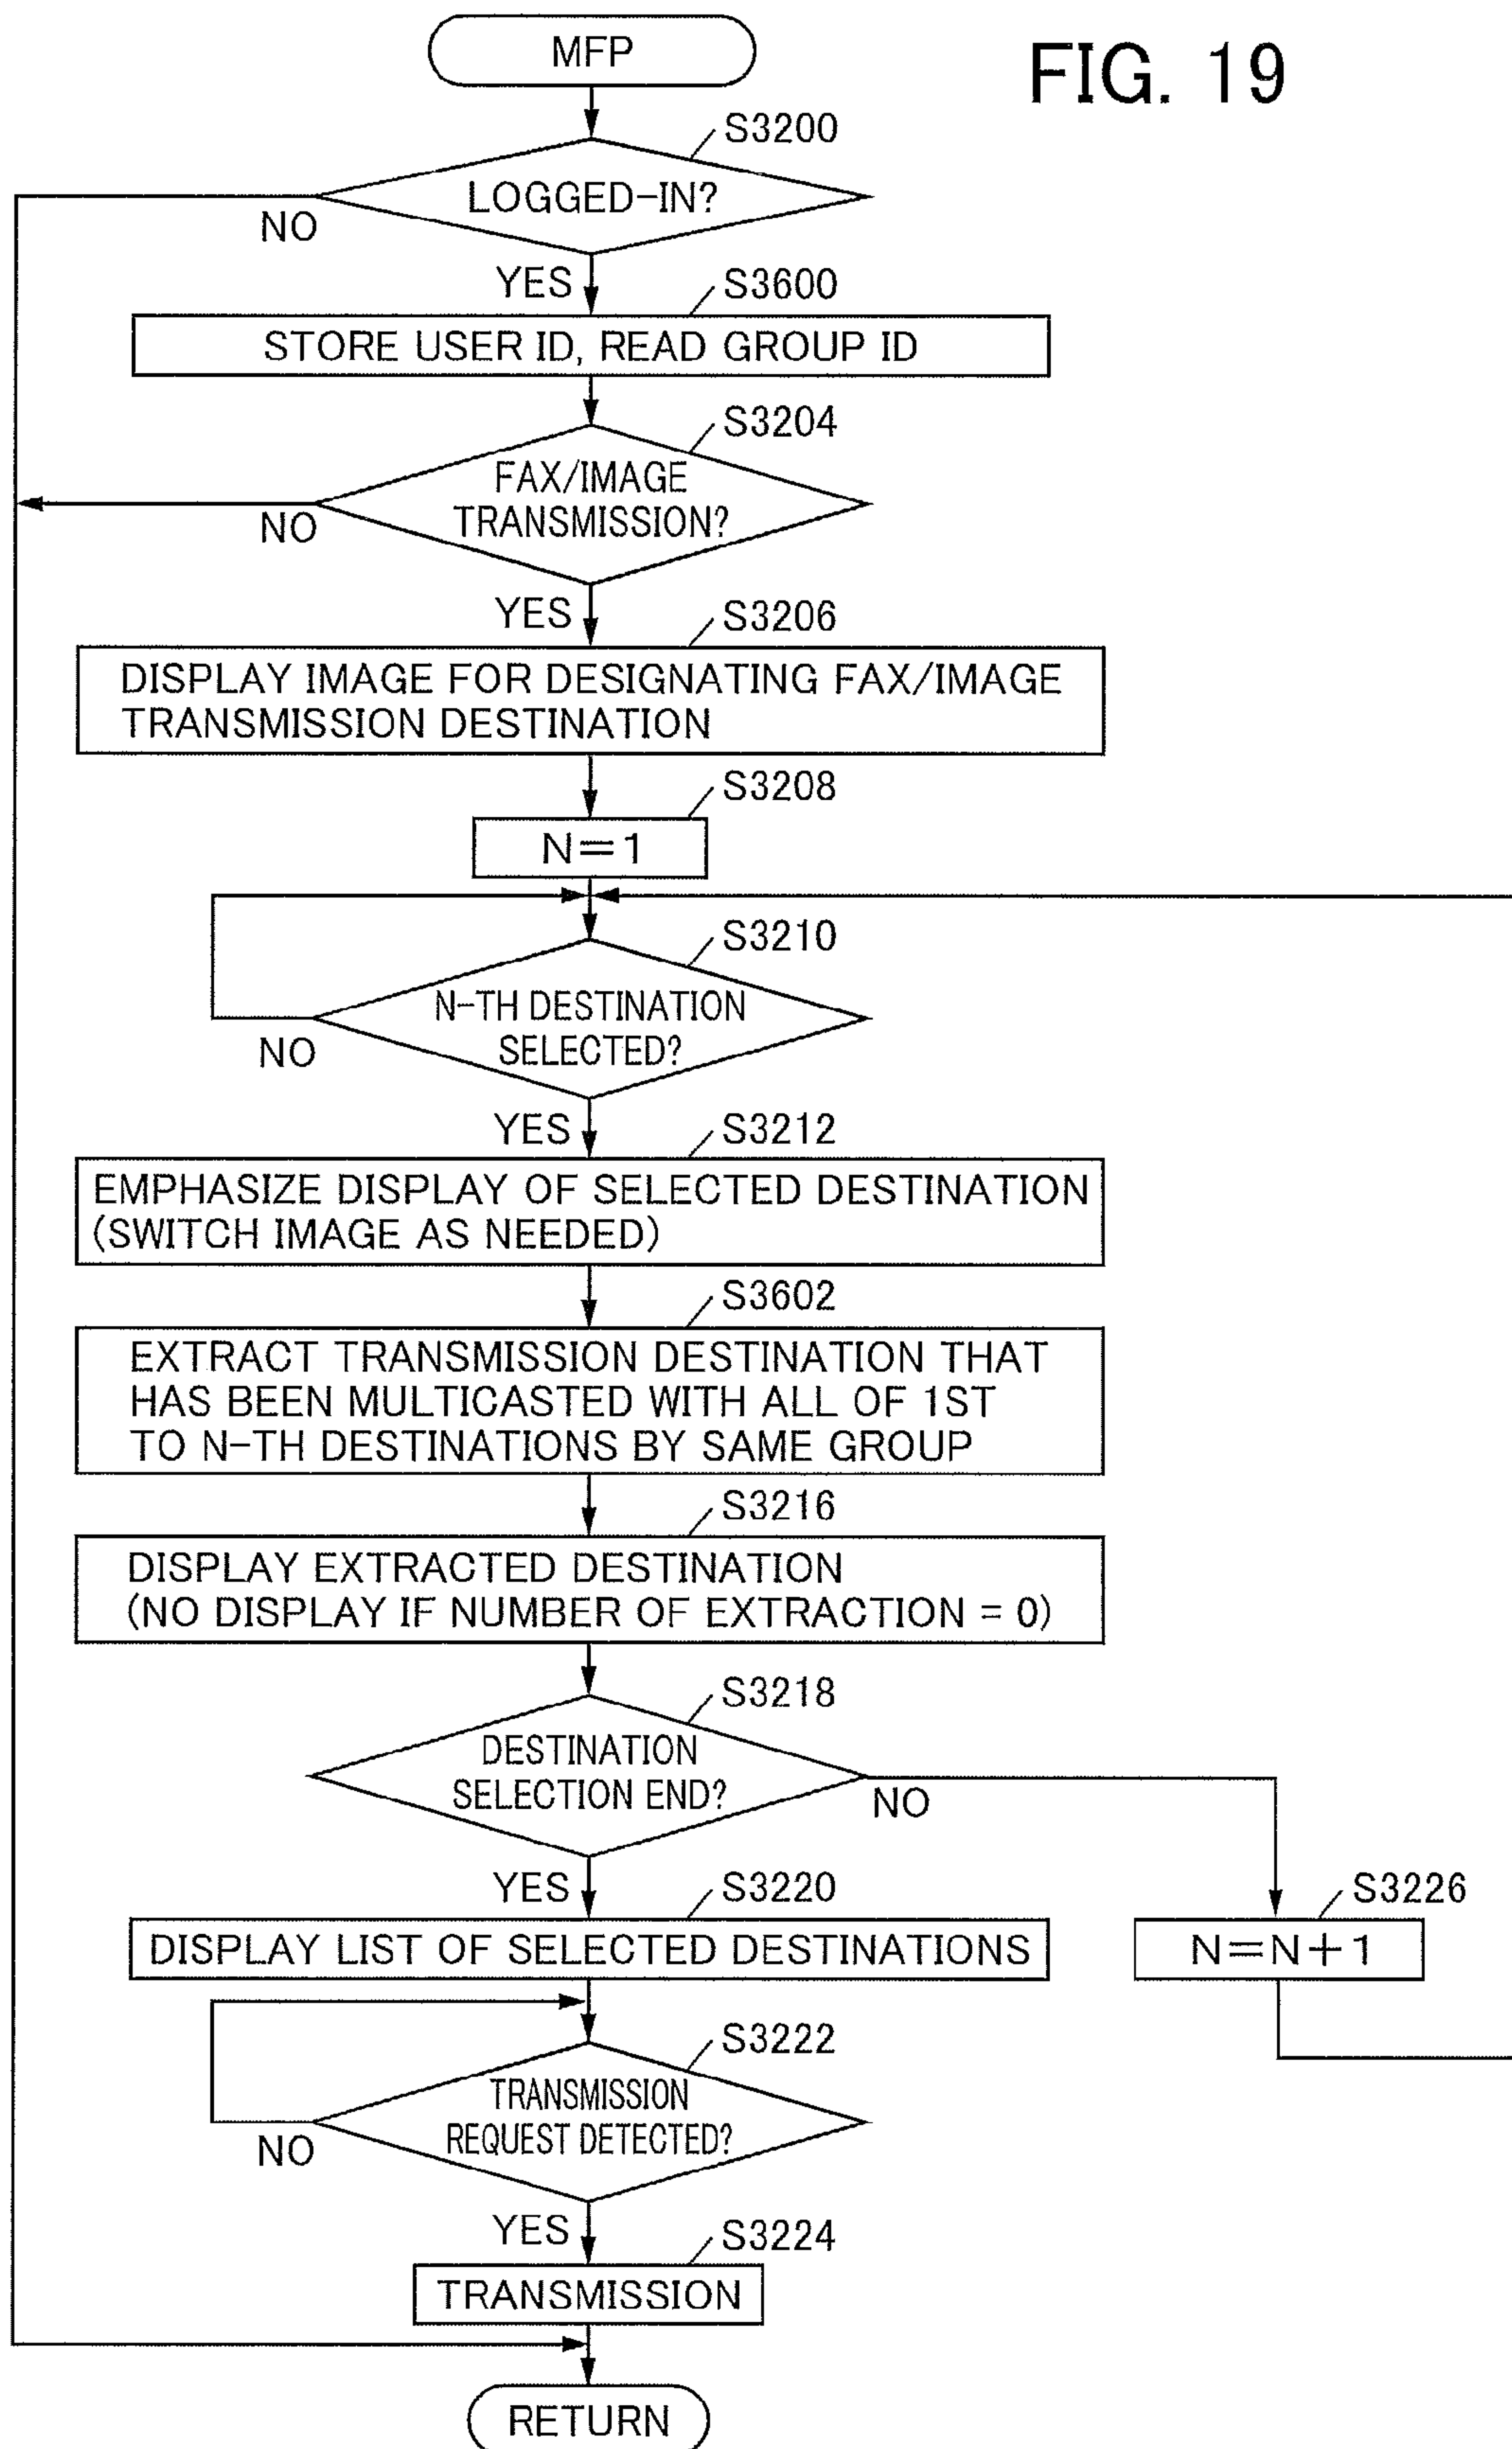 MFP
FIG. 19
S3200
LOGGED-IN?
NO
YES
S3600
STORE USER ID, READ GROUP ID
S3204
FAX/IMAGE
TRANSMISSION?
NO
YES
S3206
DISPLAY IMAGE FOR DESIGNATING FAX/IMAGE
TRANSMISSION DESTINATION
S3208
N=1
S3210
N-TH DESTINATION
SELECTED?
NO
YES
S3212
EMPHASIZE DISPLAY OF SELECTED DESTINATION
(SWITCH IMAGE AS NEEDED)
S3602
EXTRACT TRANSMISSION DESTINATION THAT
HAS BEEN MULTICASTED WITH ALL OF 1ST
TO N-TH DESTINATIONS BY SAME GROUP
S3216
DISPLAY EXTRACTED DESTINATION
(NO DISPLAY IF NUMBER OF EXTRACTION = 0)
S3218
DESTINATION
SELECTION END?
NO
YES
S3220
S3226
DISPLAY LIST OF SELECTED DESTINATIONS
N=N+1
S3222
TRANSMISSION
REQUEST DETECTED?
NO
YES
S3224
TRANSMISSION
RETURN